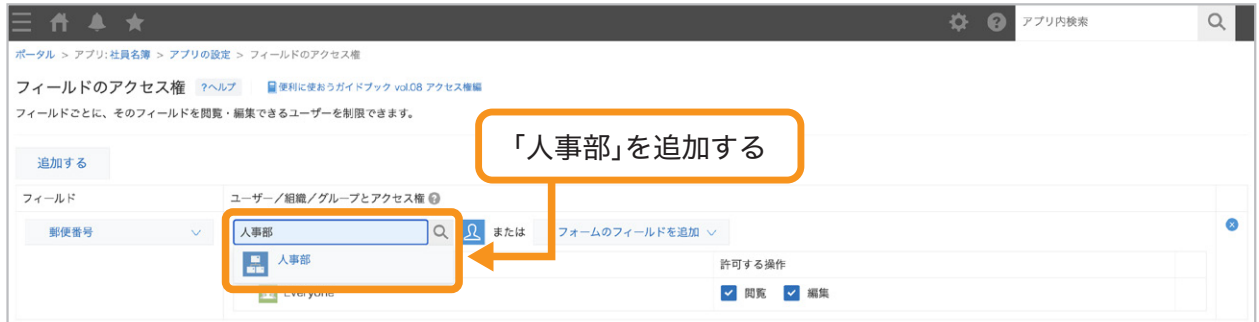 アプリ内検索
ポータル > アプリ: 社員名簿 > アプリの設定 > フィールドのアクセス権
フィールドのアクセス権 ?ヘルプ 便利に使おうガイドブック vol.08 アクセス権編
フィールドごとに、そのフィールドを閲覧・編集できるユーザーを制限できます。
「人事部」を追加する
追加する
フィールド ユーザー/組織/グループとアクセス権
郵便番号 人事部 または フォームのフィールドを追加
人事部
許可する操作
Everyone 閲覧 編集